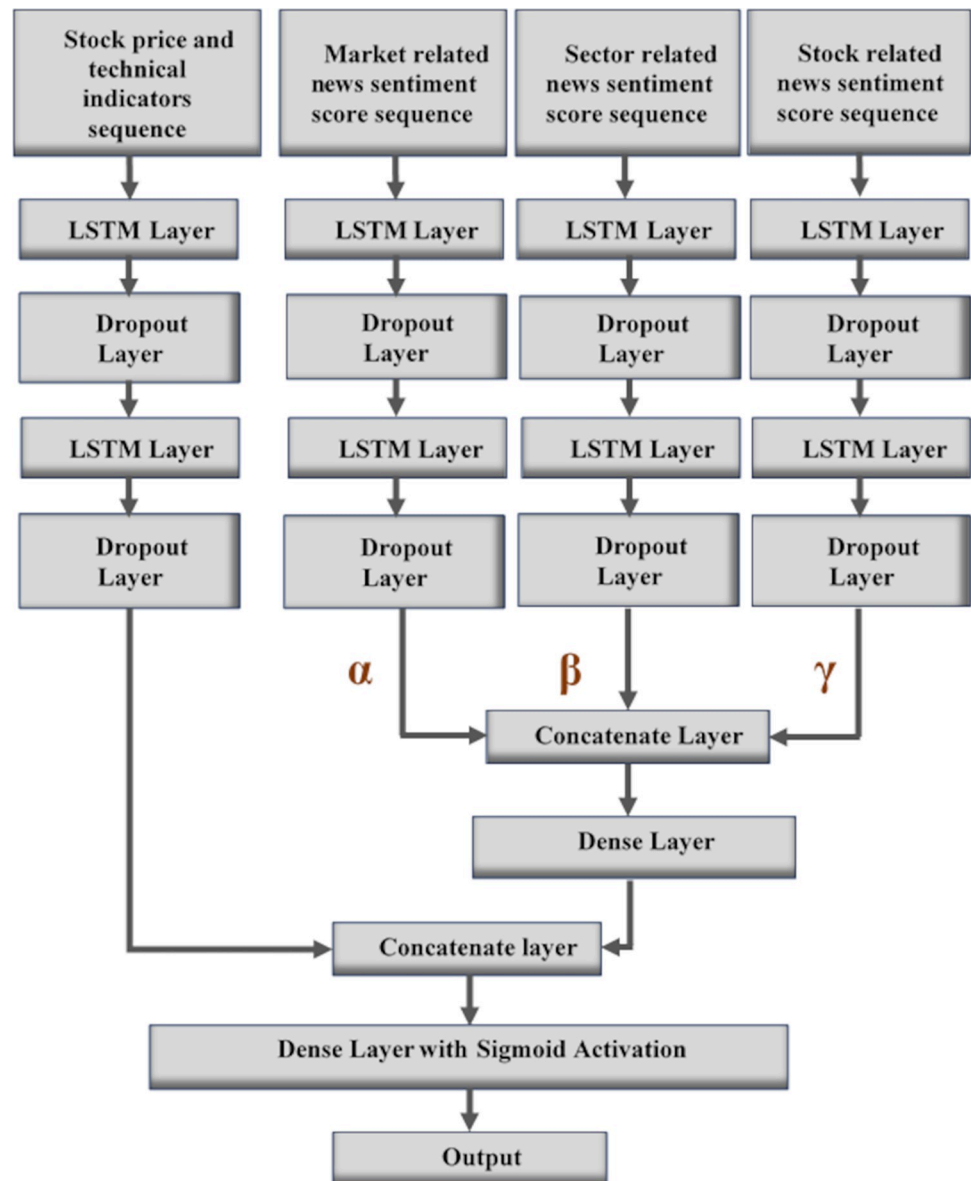 Stock price and
technical
indicators
sequence
Market related
news sentiment
score sequence
Sector related
news sentiment
score sequence
Stock related
news sentiment
score sequence
LSTM Layer
LSTM Layer
LSTM Layer
LSTM Layer
Dropout
Layer
Dropout
Layer
Dropout
Layer
Dropout
Layer
LSTM Layer
LSTM Layer
LSTM Layer
LSTM Layer
Dropout
Layer
Dropout
Layer
Dropout
Layer
Dropout
Layer
α
β
γ
Concatenate Layer
Dense Layer
Concatenate layer
Dense Layer with Sigmoid Activation
Output